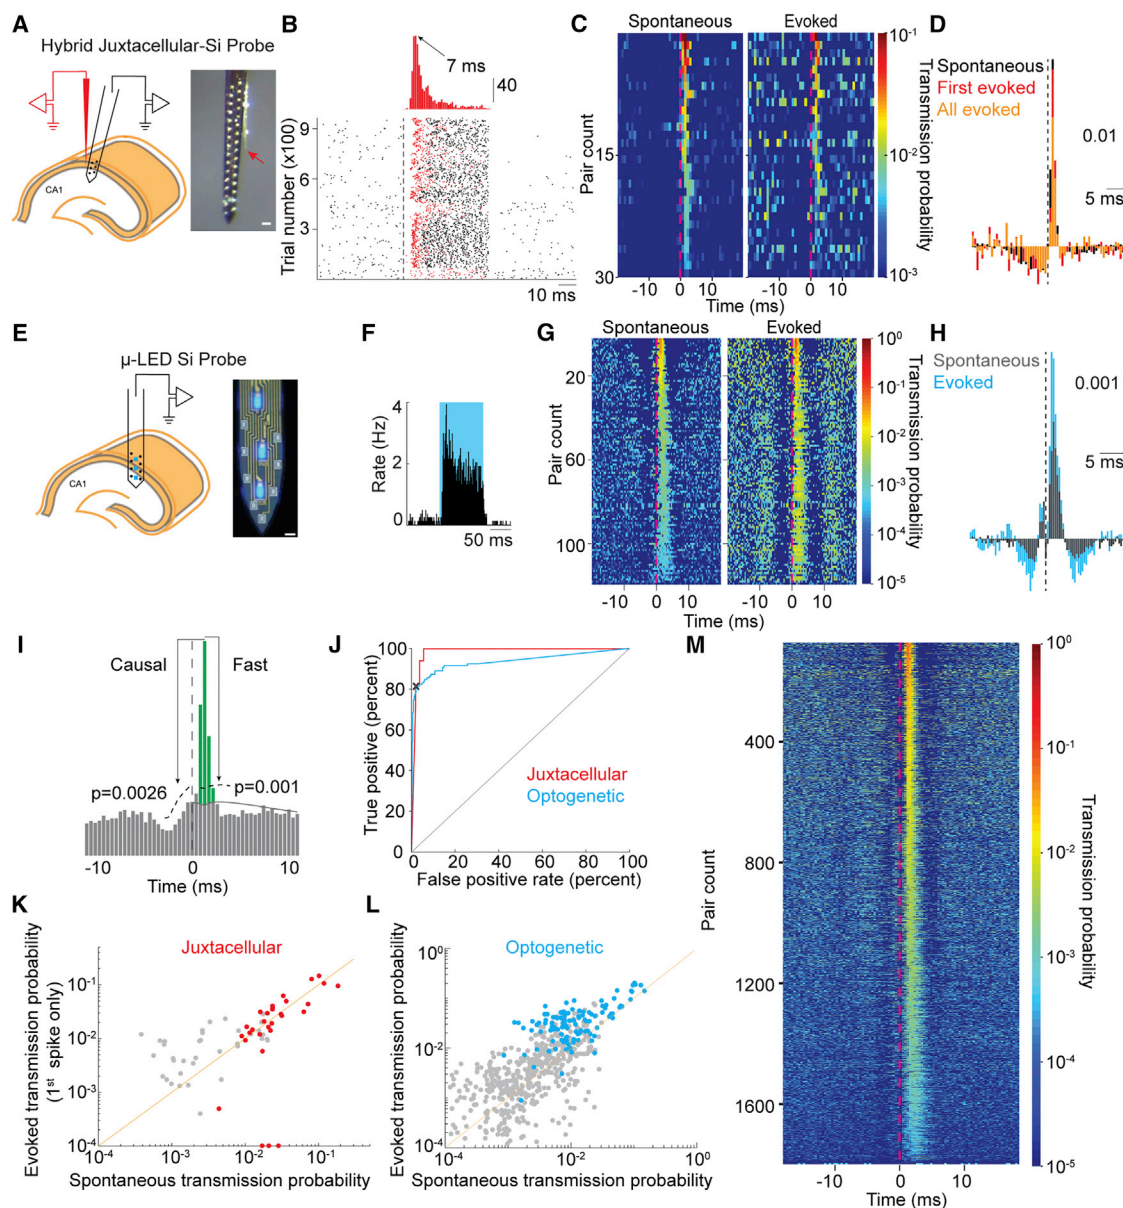 A
Hybrid Juxtacellular-Si Probe
CA1
B
7 ms
40
Trial number (x100)
9
6
3
10 ms
C
Spontaneous
Evoked
Pair count
15
30
-10 0 10
-10 0 10
Time (ms)
10-1
10-2
10-3
Transmission probability
D
Spontaneous
First evoked
All evoked
0.01
5 ms
E
µ-LED Si Probe
CA1
F
Rate (Hz)
4
2
0
50 ms
G
Spontaneous
Evoked
Pair count
20
60
100
-10 0 10
-10 0 10
Time (ms)
100
10-1
10-2
10-3
10-4
10-5
Transmission probability
H
Spontaneous
Evoked
0.001
5 ms
I
Causal
Fast
p=0.0026
p=0.001
-10 0 10
Time (ms)
J
True positive (percent)
100
80
60
40
20
0
0 20 40 60 80 100
False positive rate (percent)
Juxtacellular
Optogenetic
K
Juxtacellular
Evoked transmission probability
(1st spike only)
10-1
10-2
10-3
10-4
10-4 10-3 10-2 10-1
Spontaneous transmission probability
L
Optogenetic
Evoked transmission probability
100
10-2
10-4
10-4 10-2 100
Spontaneous transmission probability
M
Pair count
400
800
1200
1600
-10 0 10
Time (ms)
100
10-1
10-2
10-3
10-4
10-5
Transmission probability